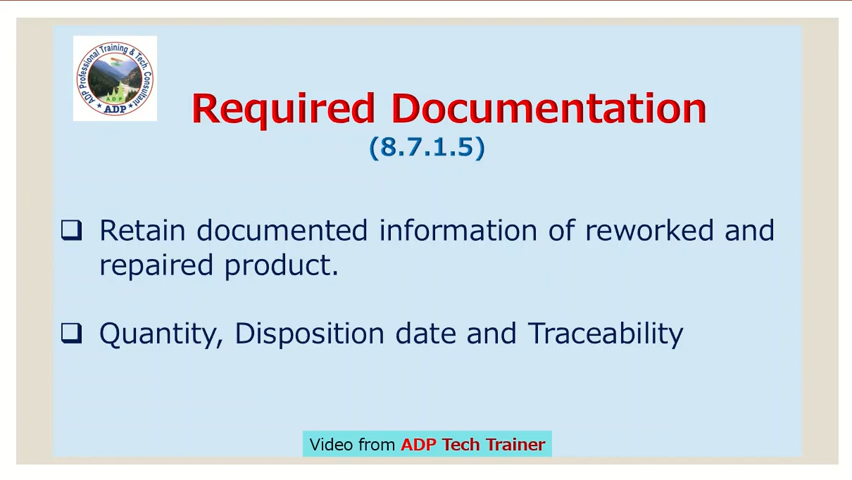 ADP Professional Training & Tech. Consultant
ADP
Required Documentation
(8.7.1.5)
❑ Retain documented information of reworked and
repaired product.
❑ Quantity, Disposition date and Traceability
Video from ADP Tech Trainer